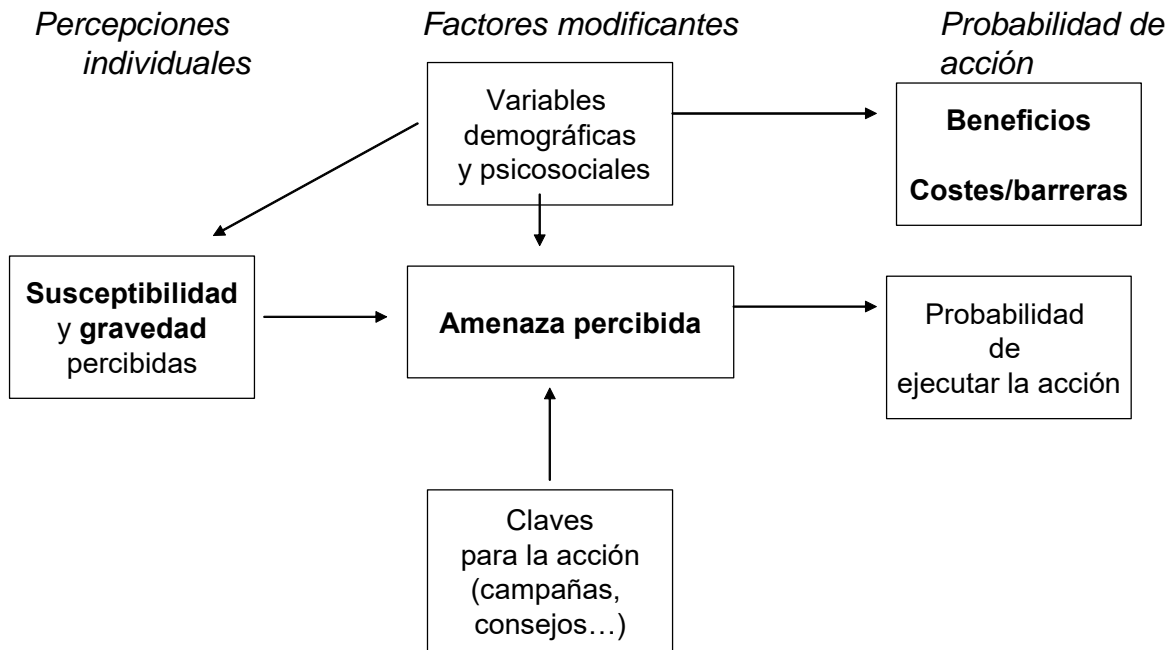 Percepciones
individuales
Factores modificantes
Probabilidad de
acción
Variables
demográficas
y psicosociales
Beneficios
Costes/barreras
Susceptibilidad
y gravedad
percibidas
Amenaza percibida
Probabilidad
de
ejecutar la acción
Claves
para la acción
(campañas,
consejos…)